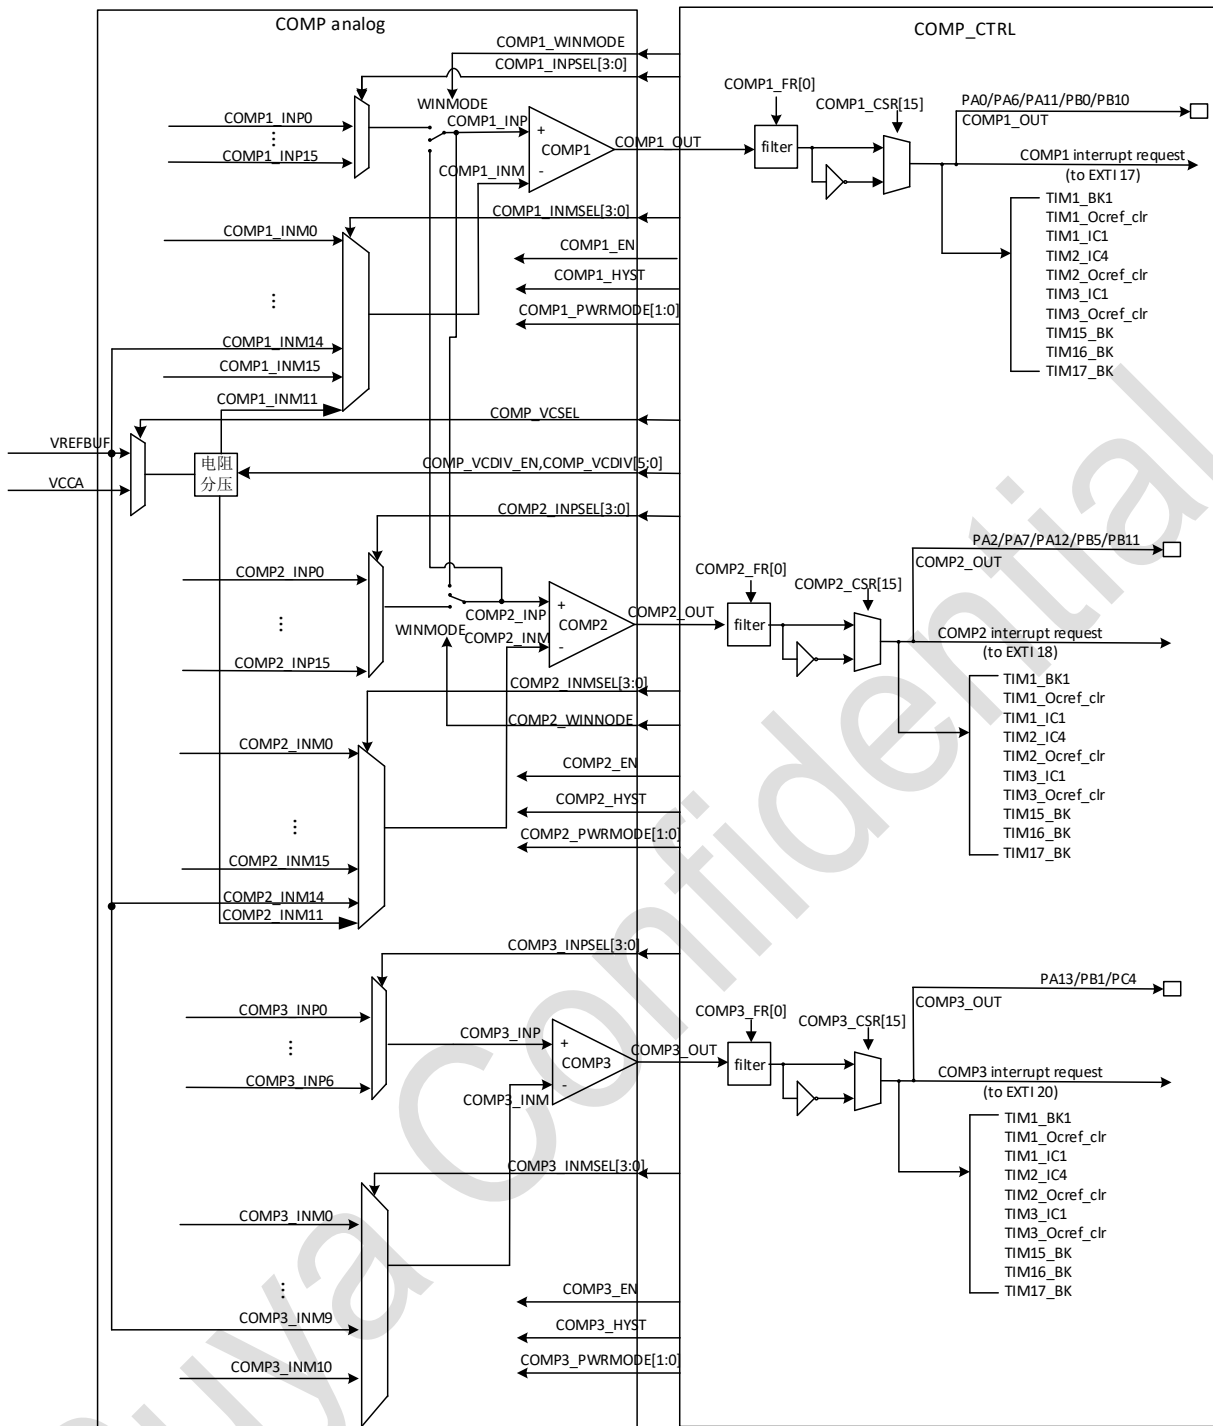 COMP analog
COMP_CTRL
COMP1_WINMODE
COMP1_INPSEL[3:0]
WINMODE
COMP1_INP0
COMP1_INP15
COMP1_INP
COMP1_INM
+
COMP1
-
COMP1_OUT
COMP1_FR[0]
filter
COMP1_CSR[15]
PA0/PA6/PA11/PB0/PB10
COMP1_OUT
COMP1 interrupt request
(to EXTI 17)
TIM1_BK1
TIM1_Ocref_clr
TIM1_IC1
TIM2_IC4
TIM2_Ocref_clr
TIM3_IC1
TIM3_Ocref_clr
TIM15_BK
TIM16_BK
TIM17_BK
COMP1_INMSEL[3:0]
COMP1_INM0
COMP1_EN
COMP1_HYST
COMP1_PWRMODE[1:0]
COMP1_INM14
COMP1_INM15
COMP1_INM11
COMP_VCSEL
VREFBUF
VCCA
电阻
分压
COMP_VCDIV_EN,COMP_VCDIV[5:0]
COMP2_INPSEL[3:0]
COMP2_INP0
COMP2_INP15
WINMODE
COMP2_INP
COMP2_INM
+
COMP2
-
COMP2_OUT
COMP2_FR[0]
filter
COMP2_CSR[15]
PA2/PA7/PA12/PB5/PB11
COMP2_OUT
COMP2 interrupt request
(to EXTI 18)
TIM1_BK1
TIM1_Ocref_clr
TIM1_IC1
TIM2_IC4
TIM2_Ocref_clr
TIM3_IC1
TIM3_Ocref_clr
TIM15_BK
TIM16_BK
TIM17_BK
COMP2_INMSEL[3:0]
COMP2_WINNODE
COMP2_INM0
COMP2_EN
COMP2_HYST
COMP2_PWRMODE[1:0]
COMP2_INM15
COMP2_INM14
COMP2_INM11
COMP3_INPSEL[3:0]
COMP3_INP0
COMP3_INP6
COMP3_INP
COMP3_INM
+
COMP3
-
COMP3_OUT
COMP3_FR[0]
filter
COMP3_CSR[15]
PA13/PB1/PC4
COMP3_OUT
COMP3 interrupt request
(to EXTI 20)
TIM1_BK1
TIM1_Ocref_clr
TIM1_IC1
TIM2_IC4
TIM2_Ocref_clr
TIM3_IC1
TIM3_Ocref_clr
TIM15_BK
TIM16_BK
TIM17_BK
COMP3_INMSEL[3:0]
COMP3_INM0
COMP3_EN
COMP3_INM9
COMP3_HYST
COMP3_INM10
COMP3_PWRMODE[1:0]
Puya Confidential